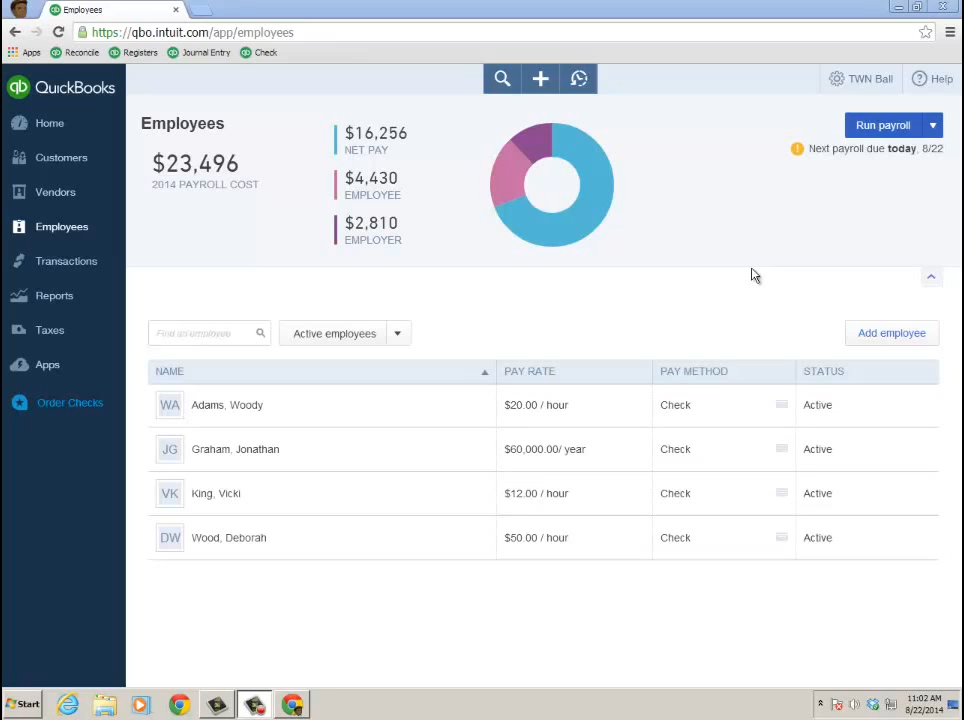 Employees
https://qbo.intuit.com/app/employees
Apps Reconcile Registers Journal Entry Check
QuickBooks
TWN Ball
Help
Home
Customers
Vendors
Employees
Transactions
Reports
Taxes
Apps
Order Checks
Employees
$23,496
2014 PAYROLL COST
$16,256
NET PAY
$4,430
EMPLOYEE
$2,810
EMPLOYER
Run payroll
Next payroll due today, 8/22
Find an employee
Active employees
Add employee
NAME PAY RATE PAY METHOD STATUS
WA Adams, Woody $20.00 / hour Check Active
JG Graham, Jonathan $60,000.00/ year Check Active
VK King, Vicki $12.00 / hour Check Active
DW Wood, Deborah $50.00 / hour Check Active
Start
11:02 AM
8/22/2014